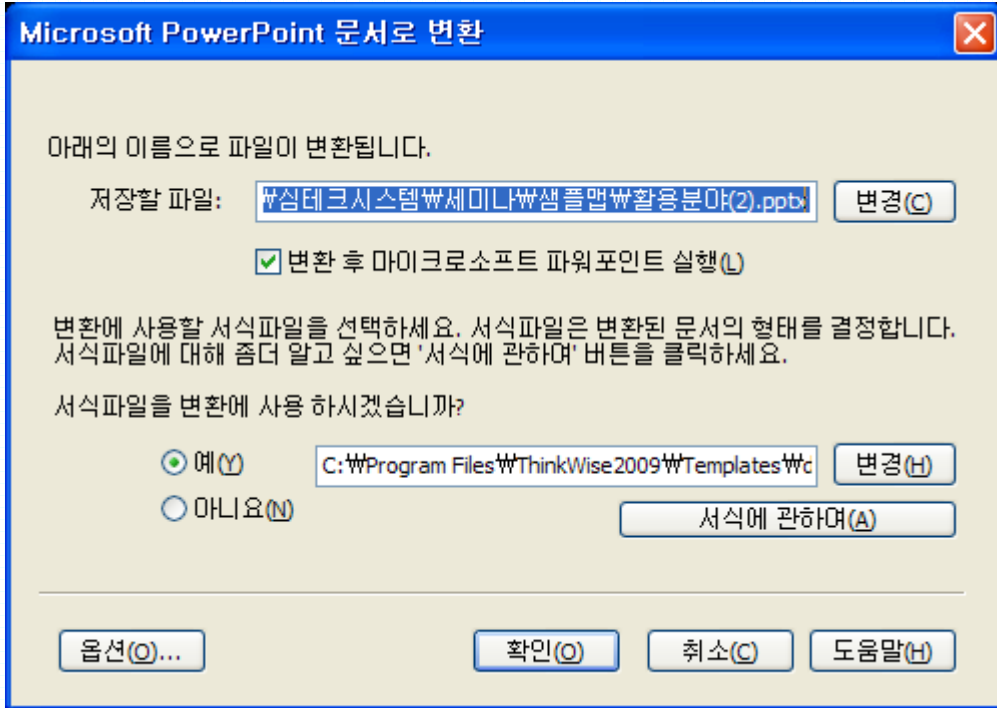 Microsoft PowerPoint 문서로 변환
아래의 이름으로 파일이 변환됩니다.
저장할 파일: ₩심테크시스템₩세미나₩샘플맵₩활용분야(2).pptx 변경(C)
변환 후 마이크로소프트 파워포인트 실행(L)
변환에 사용할 서식파일을 선택하세요. 서식파일은 변환된 문서의 형태를 결정합니다.
서식파일에 대해 좀더 알고 싶으면 '서식에 관하여' 버튼을 클릭하세요.
서식파일을 변환에 사용 하시겠습니까?
예(Y) C:₩Program Files₩ThinkWise2009₩Templates₩d 변경(H)
아니요(N)
서식에 관하여(A)
옵션(O)... 확인(O) 취소(C) 도움말(H)